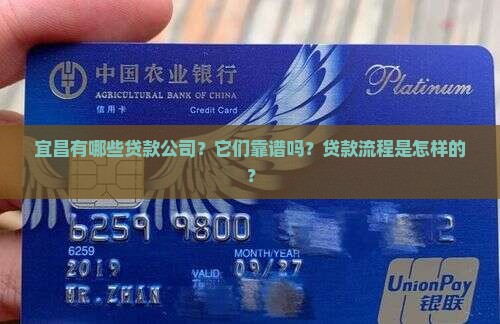 中国农业银行
AGRICULTURAL BANK OF CHINA
信用卡 Credit Card
Platinum
宜昌有哪些贷款公司？它们靠谱吗？贷款流程是怎样的
？
6259 9800 2
6259
MONTH/YEAR
2019 VALID 09/27
MR.ZHAN
UnionPay
银联